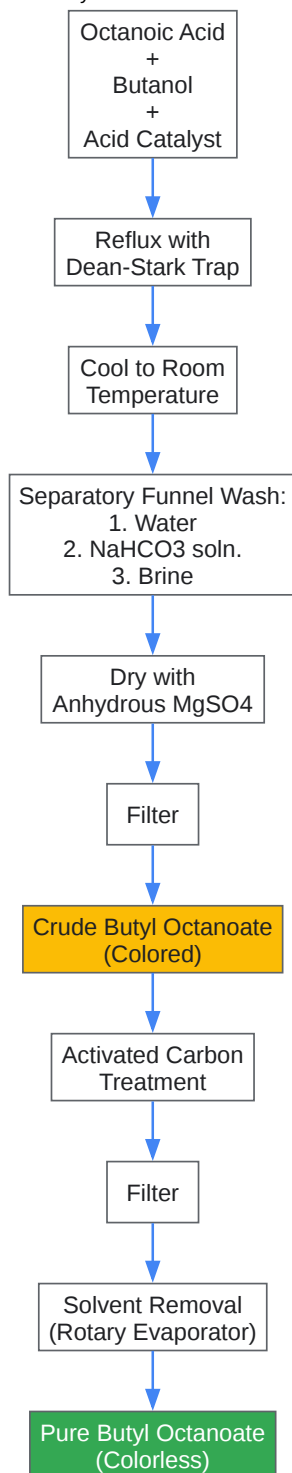 Octanoic Acid
+
Butanol
+
Acid Catalyst
Reflux with
Dean-Stark Trap
Cool to Room
Temperature
Separatory Funnel Wash:
1. Water
2. NaHCO3 soln.
3. Brine
Dry with
Anhydrous MgSO4
Filter
Crude Butyl Octanoate
(Colored)
Activated Carbon
Treatment
Filter
Solvent Removal
(Rotary Evaporator)
Pure Butyl Octanoate
(Colorless)